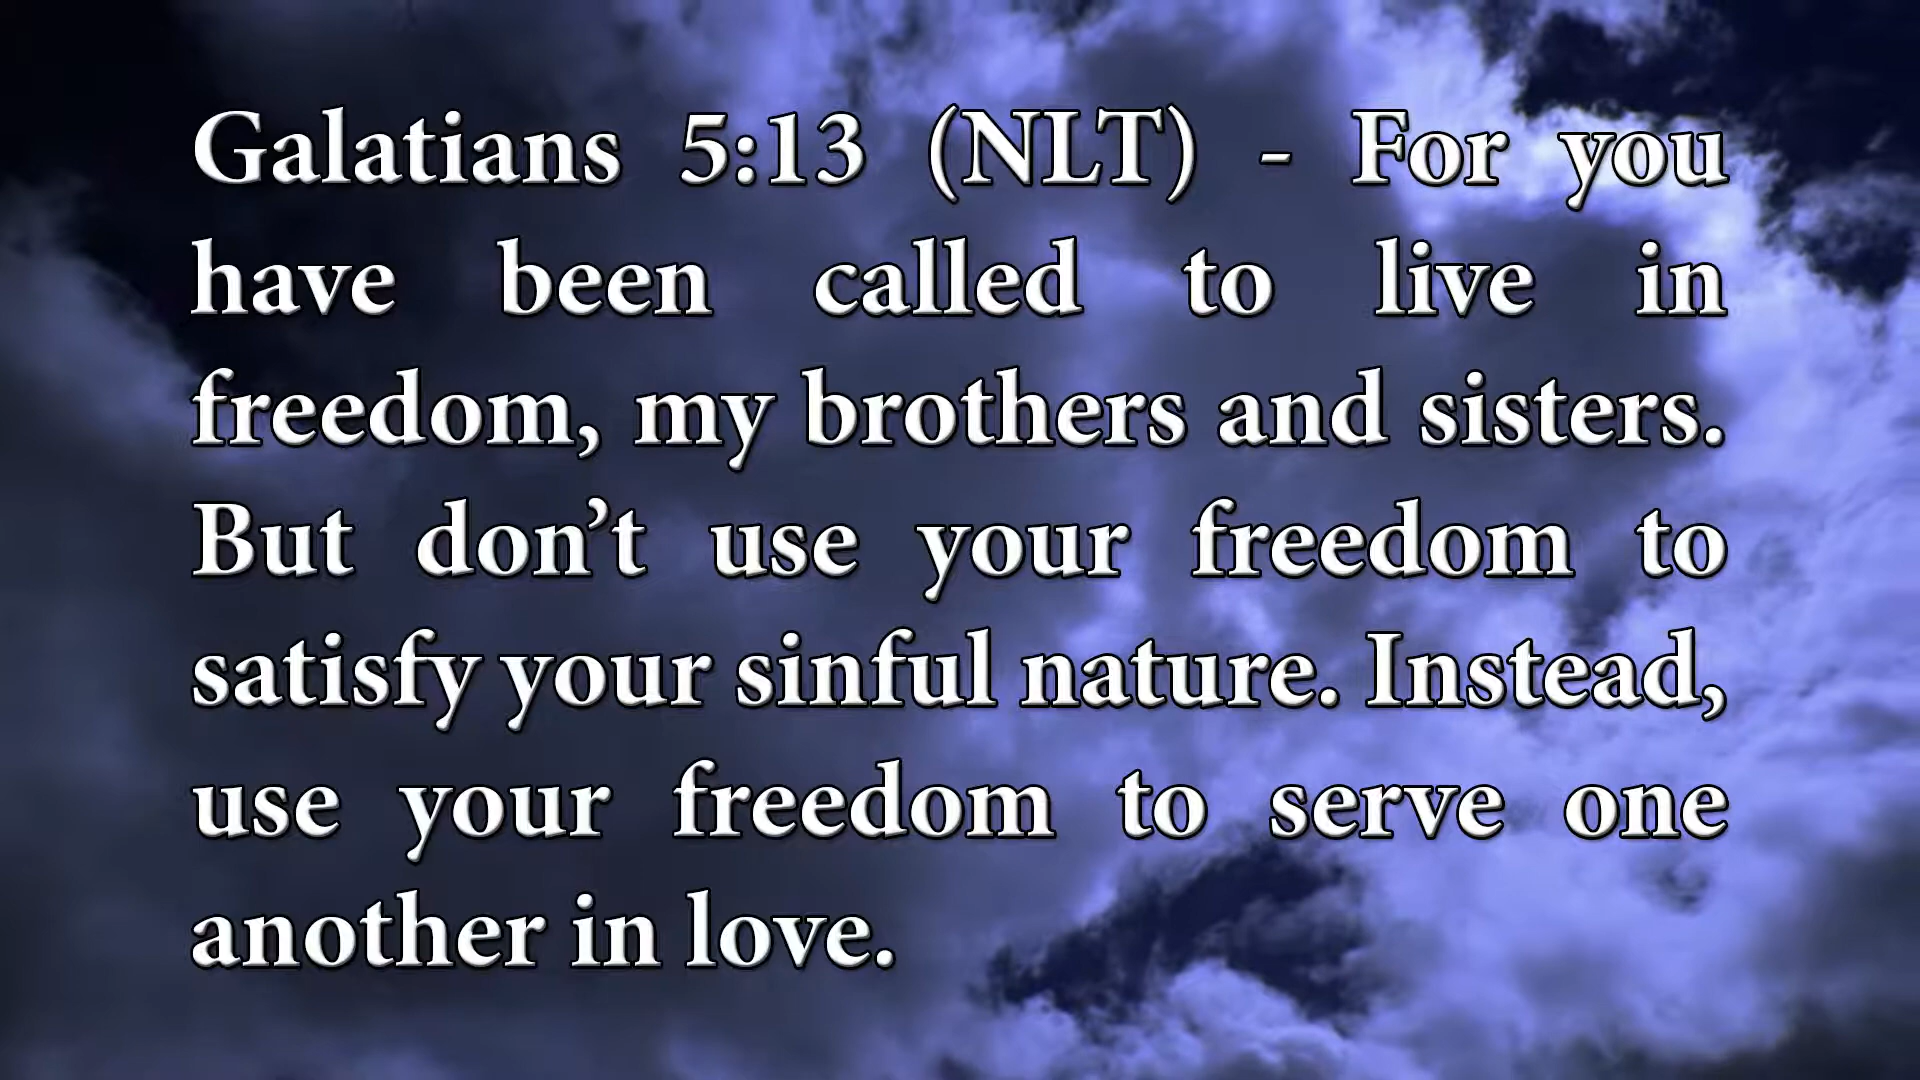 Galatians 5:13 (NLT) - For you
have been called to live in
freedom, my brothers and sisters.
But don’t use your freedom to
satisfy your sinful nature. Instead,
use your freedom to serve one
another in love.